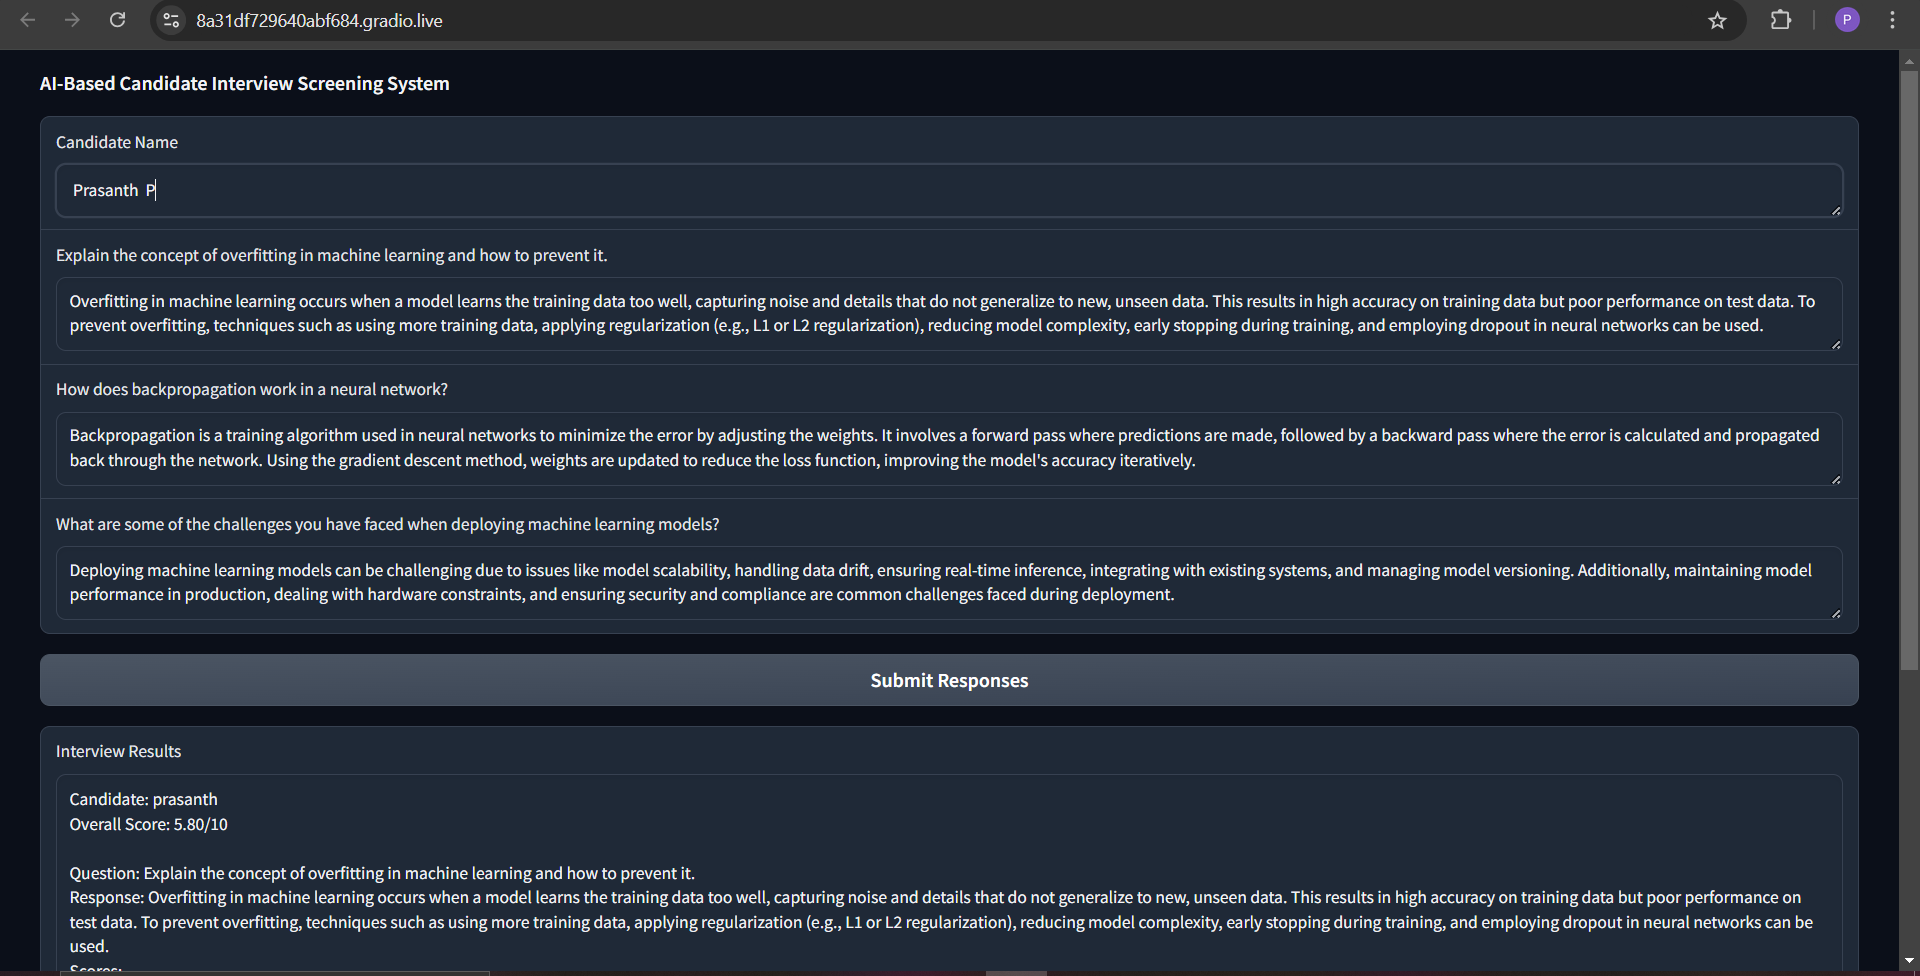 8a31df729640abf684.gradio.live
P
AI-Based Candidate Interview Screening System
Candidate Name
Prasanth P
Explain the concept of overfitting in machine learning and how to prevent it.
Overfitting in machine learning occurs when a model learns the training data too well, capturing noise and details that do not generalize to new, unseen data. This results in high accuracy on training data but poor performance on test data. To
prevent overfitting, techniques such as using more training data, applying regularization (e.g., L1 or L2 regularization), reducing model complexity, early stopping during training, and employing dropout in neural networks can be used.
How does backpropagation work in a neural network?
Backpropagation is a training algorithm used in neural networks to minimize the error by adjusting the weights. It involves a forward pass where predictions are made, followed by a backward pass where the error is calculated and propagated
back through the network. Using the gradient descent method, weights are updated to reduce the loss function, improving the model's accuracy iteratively.
What are some of the challenges you have faced when deploying machine learning models?
Deploying machine learning models can be challenging due to issues like model scalability, handling data drift, ensuring real-time inference, integrating with existing systems, and managing model versioning. Additionally, maintaining model
performance in production, dealing with hardware constraints, and ensuring security and compliance are common challenges faced during deployment.
Submit Responses
Interview Results
Candidate: prasanth
Overall Score: 5.80/10
Question: Explain the concept of overfitting in machine learning and how to prevent it.
Response: Overfitting in machine learning occurs when a model learns the training data too well, capturing noise and details that do not generalize to new, unseen data. This results in high accuracy on training data but poor performance on
test data. To prevent overfitting, techniques such as using more training data, applying regularization (e.g., L1 or L2 regularization), reducing model complexity, early stopping during training, and employing dropout in neural networks can be
used.
Scores: